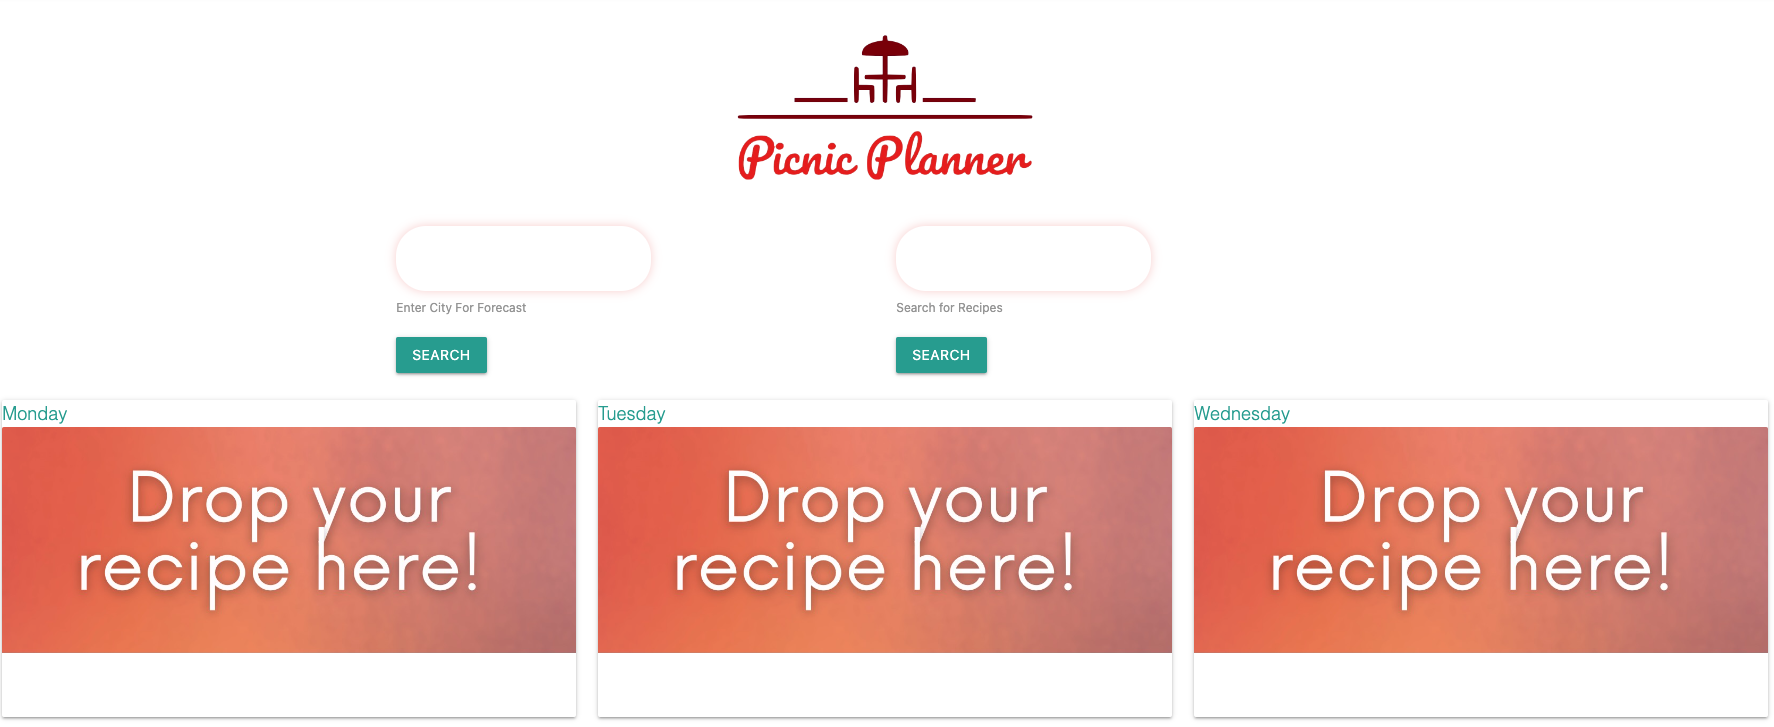 Picnic Planner
Enter City For Forecast
Search for Recipes
SEARCH
SEARCH
Monday
Drop your
recipe here!
Tuesday
Drop your
recipe here!
Wednesday
Drop your
recipe here!